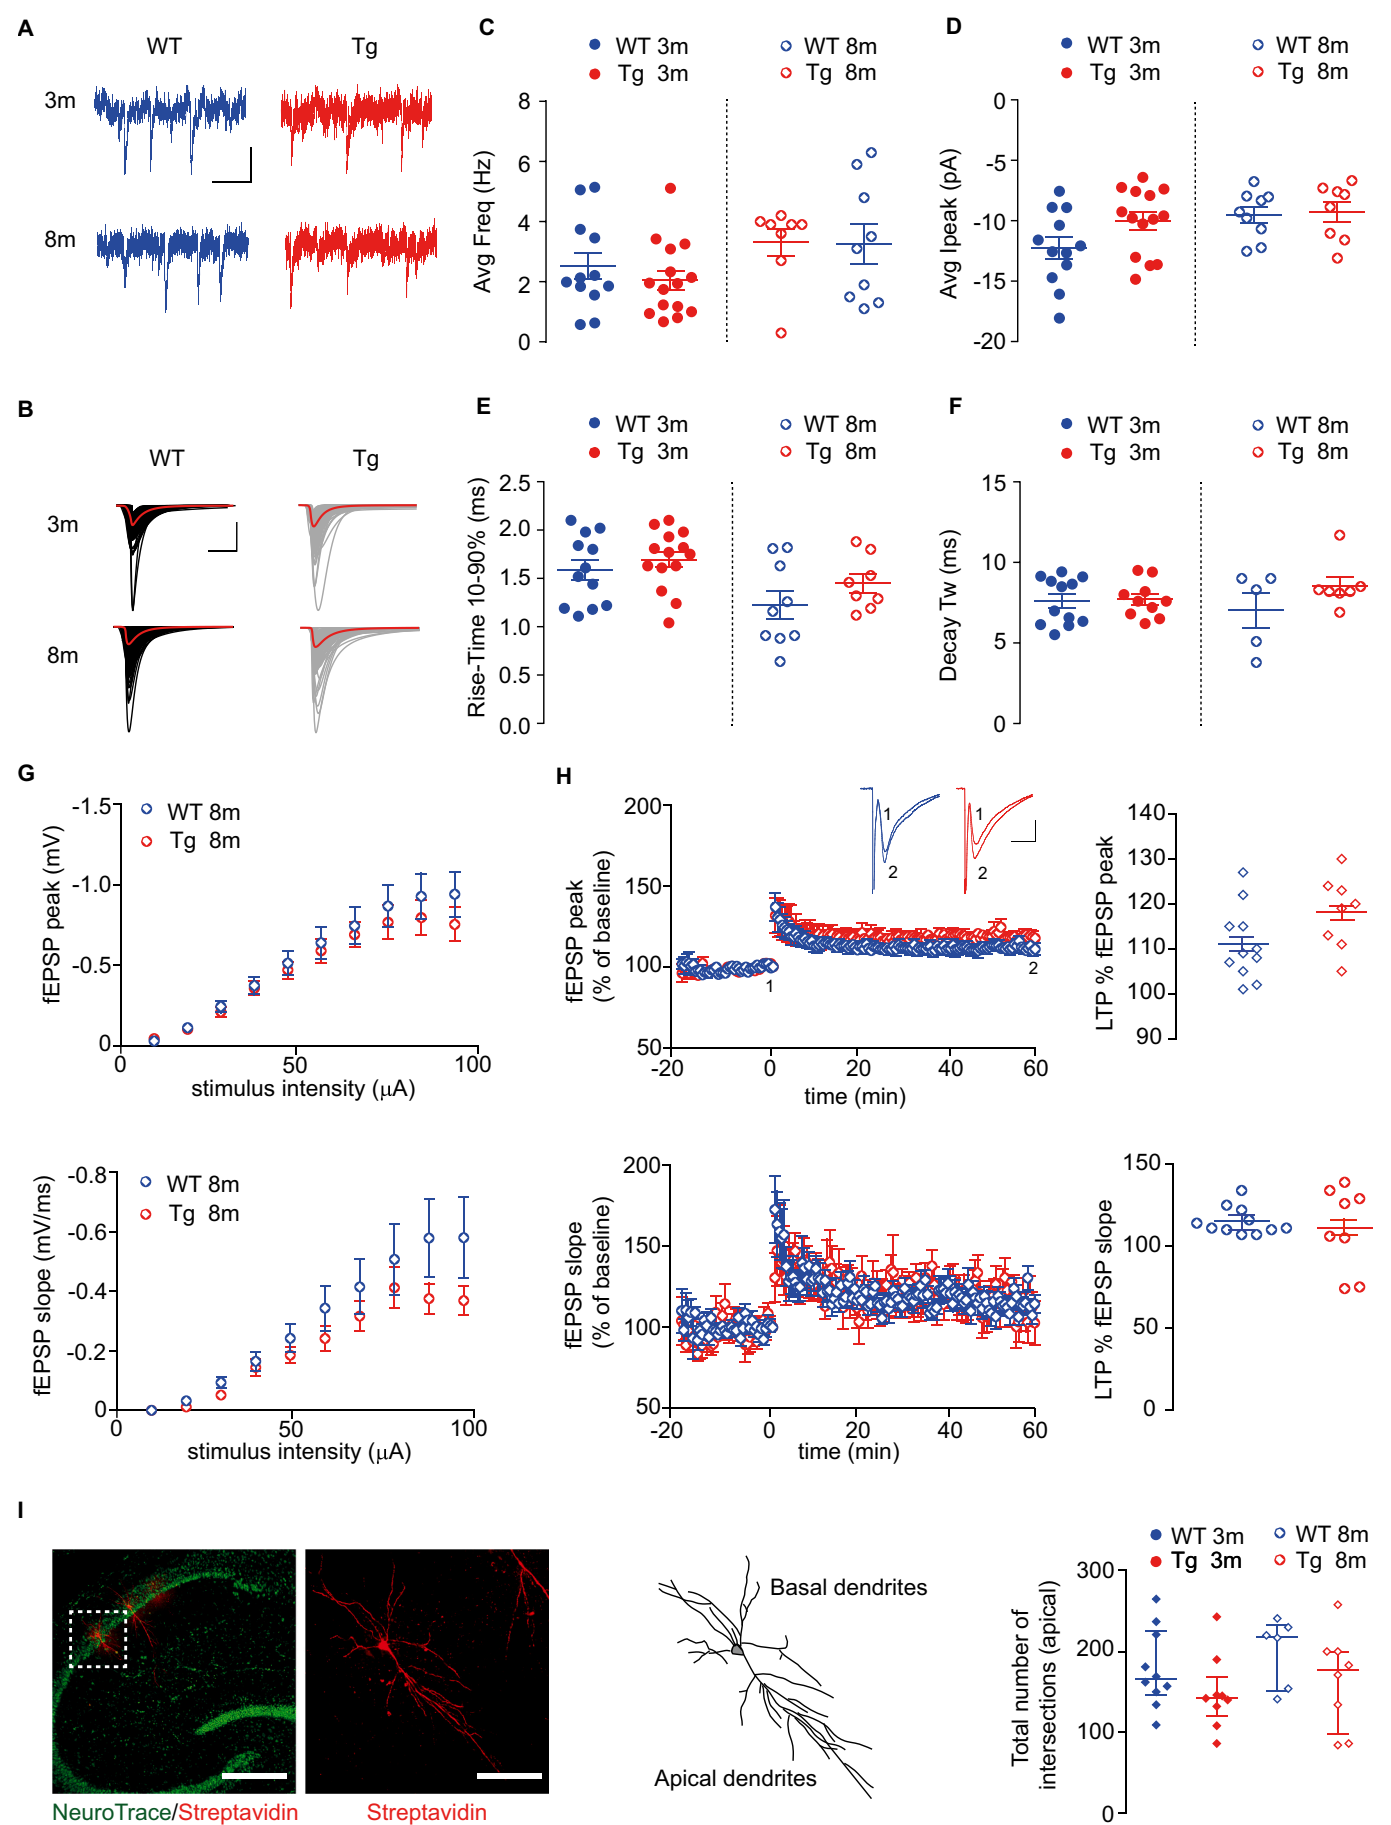 A
WT Tg
3m
8m
B
WT Tg
3m
8m
C
WT 3m WT 8m
Tg 3m Tg 8m
Avg Freq (Hz)
8
6
4
2
0
D
WT 3m WT 8m
Tg 3m Tg 8m
Avg Ipeak (pA)
0
-5
-10
-15
-20
E
WT 3m WT 8m
Tg 3m Tg 8m
Rise-Time 10-90% (ms)
2.5
2.0
1.5
1.0
0.5
0.0
F
WT 3m WT 8m
Tg 3m Tg 8m
Decay Tw (ms)
15
10
5
0
G
WT 8m
Tg 8m
fEPSP peak (mV)
-1.5
-1.0
-0.5
0
0 50 100
stimulus intensity (μA)
WT 8m
Tg 8m
fEPSP slope (mV/ms)
-0.8
-0.6
-0.4
-0.2
0
0 50 100
stimulus intensity (μA)
H
fEPSP peak
(% of baseline)
200
150
100
50
1
2
1
2
1
2
-20 0 20 40 60
time (min)
LTP % fEPSP peak
140
130
120
110
100
90
fEPSP slope
(% of baseline)
200
150
100
50
-20 0 20 40 60
time (min)
LTP % fEPSP slope
150
100
50
0
I
NeuroTrace/Streptavidin
Streptavidin
Basal dendrites
Apical dendrites
WT 3m WT 8m
Tg 3m Tg 8m
Total number of
intersections (apical)
300
200
100
0